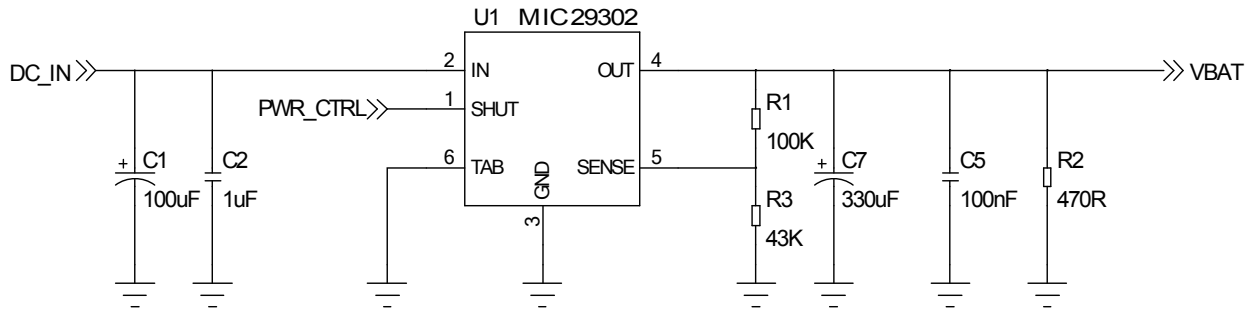 U1 MIC29302
DC_IN
2
IN
OUT
4
VBAT
PWR_CTRL
1
SHUT
R1
100K
+
C1
100uF
C2
1uF
6
TAB
GND
3
SENSE
5
R3
43K
+
C7
330uF
C5
100nF
R2
470R